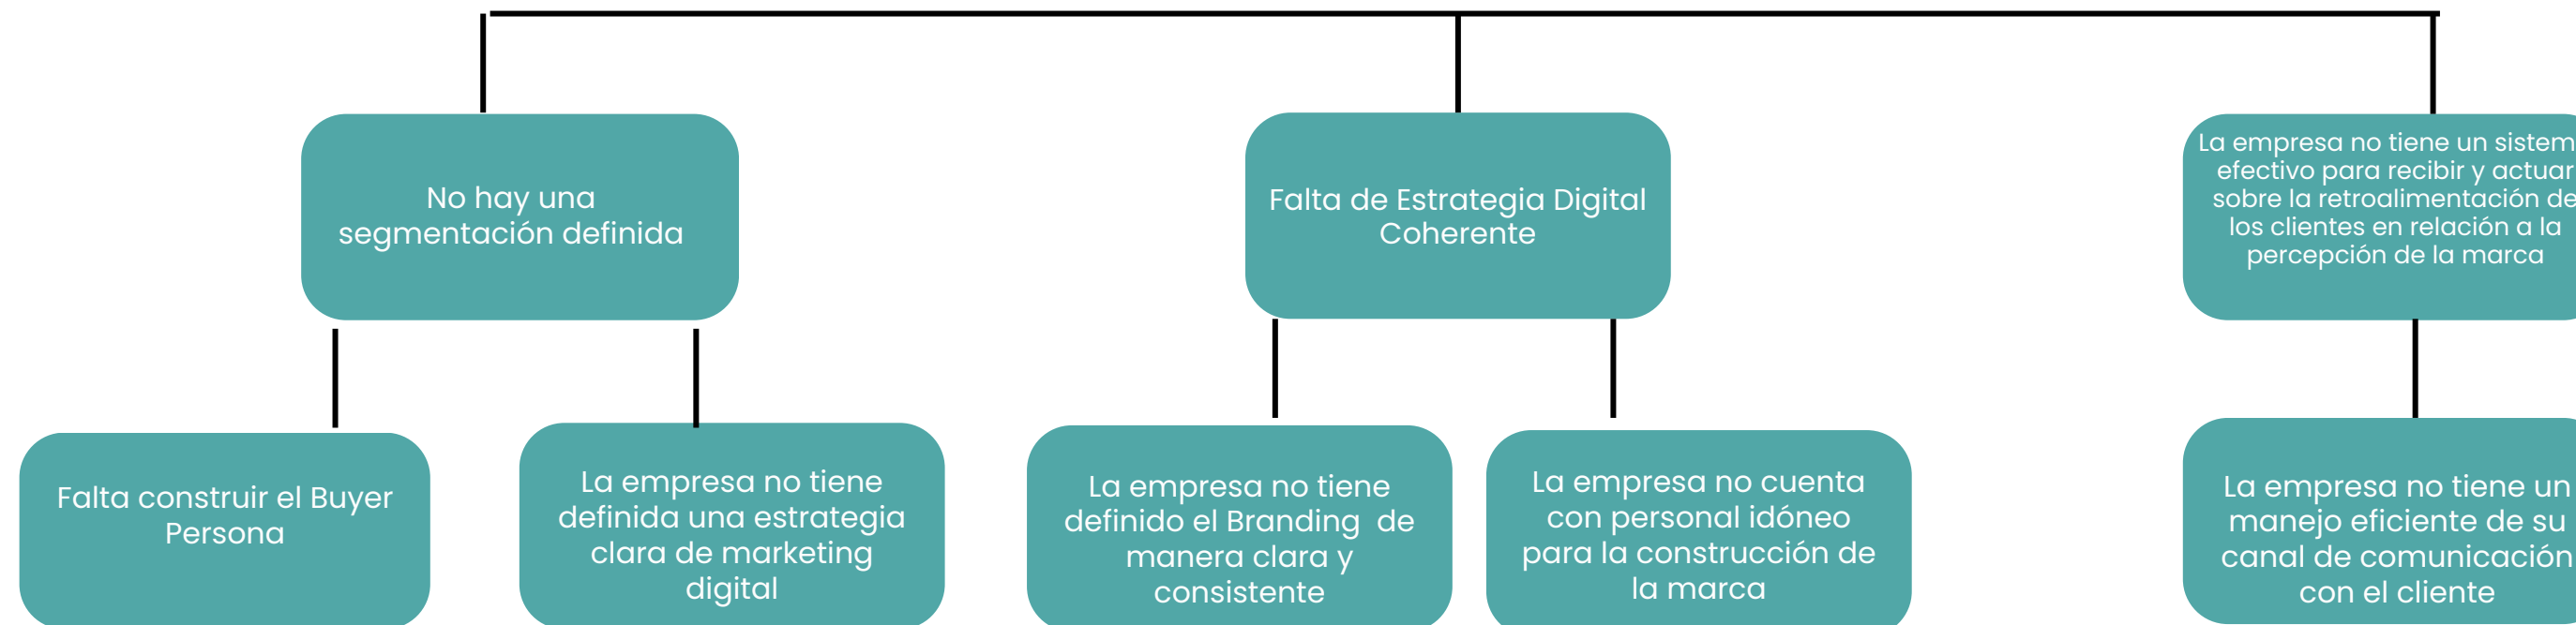 No hay una
segmentación definida
Falta de Estrategia Digital
Coherente
La empresa no tiene un sistem
efectivo para recibir y actuar
sobre la retroalimentación de
los clientes en relación a la
percepción de la marca
Falta construir el Buyer
Persona
La empresa no tiene
definida una estrategia
clara de marketing
digital
La empresa no tiene
definido el Branding  de
manera clara y
consistente
La empresa no cuenta
con personal idóneo
para la construcción de
la marca
La empresa no tiene un
manejo eficiente de su
canal de comunicación
con el cliente